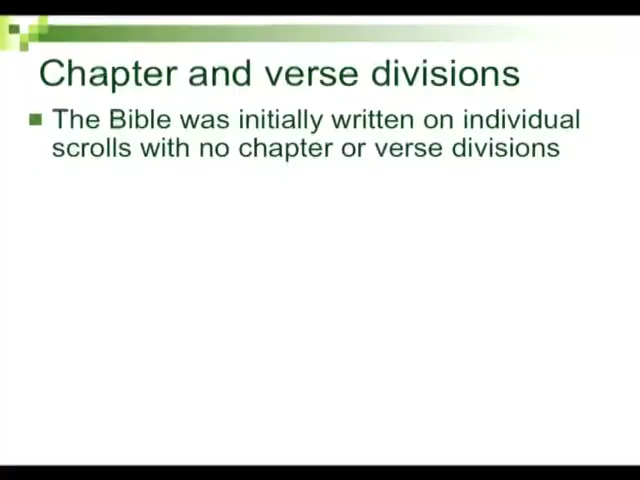 Chapter and verse divisions
The Bible was initially written on individual
scrolls with no chapter or verse divisions